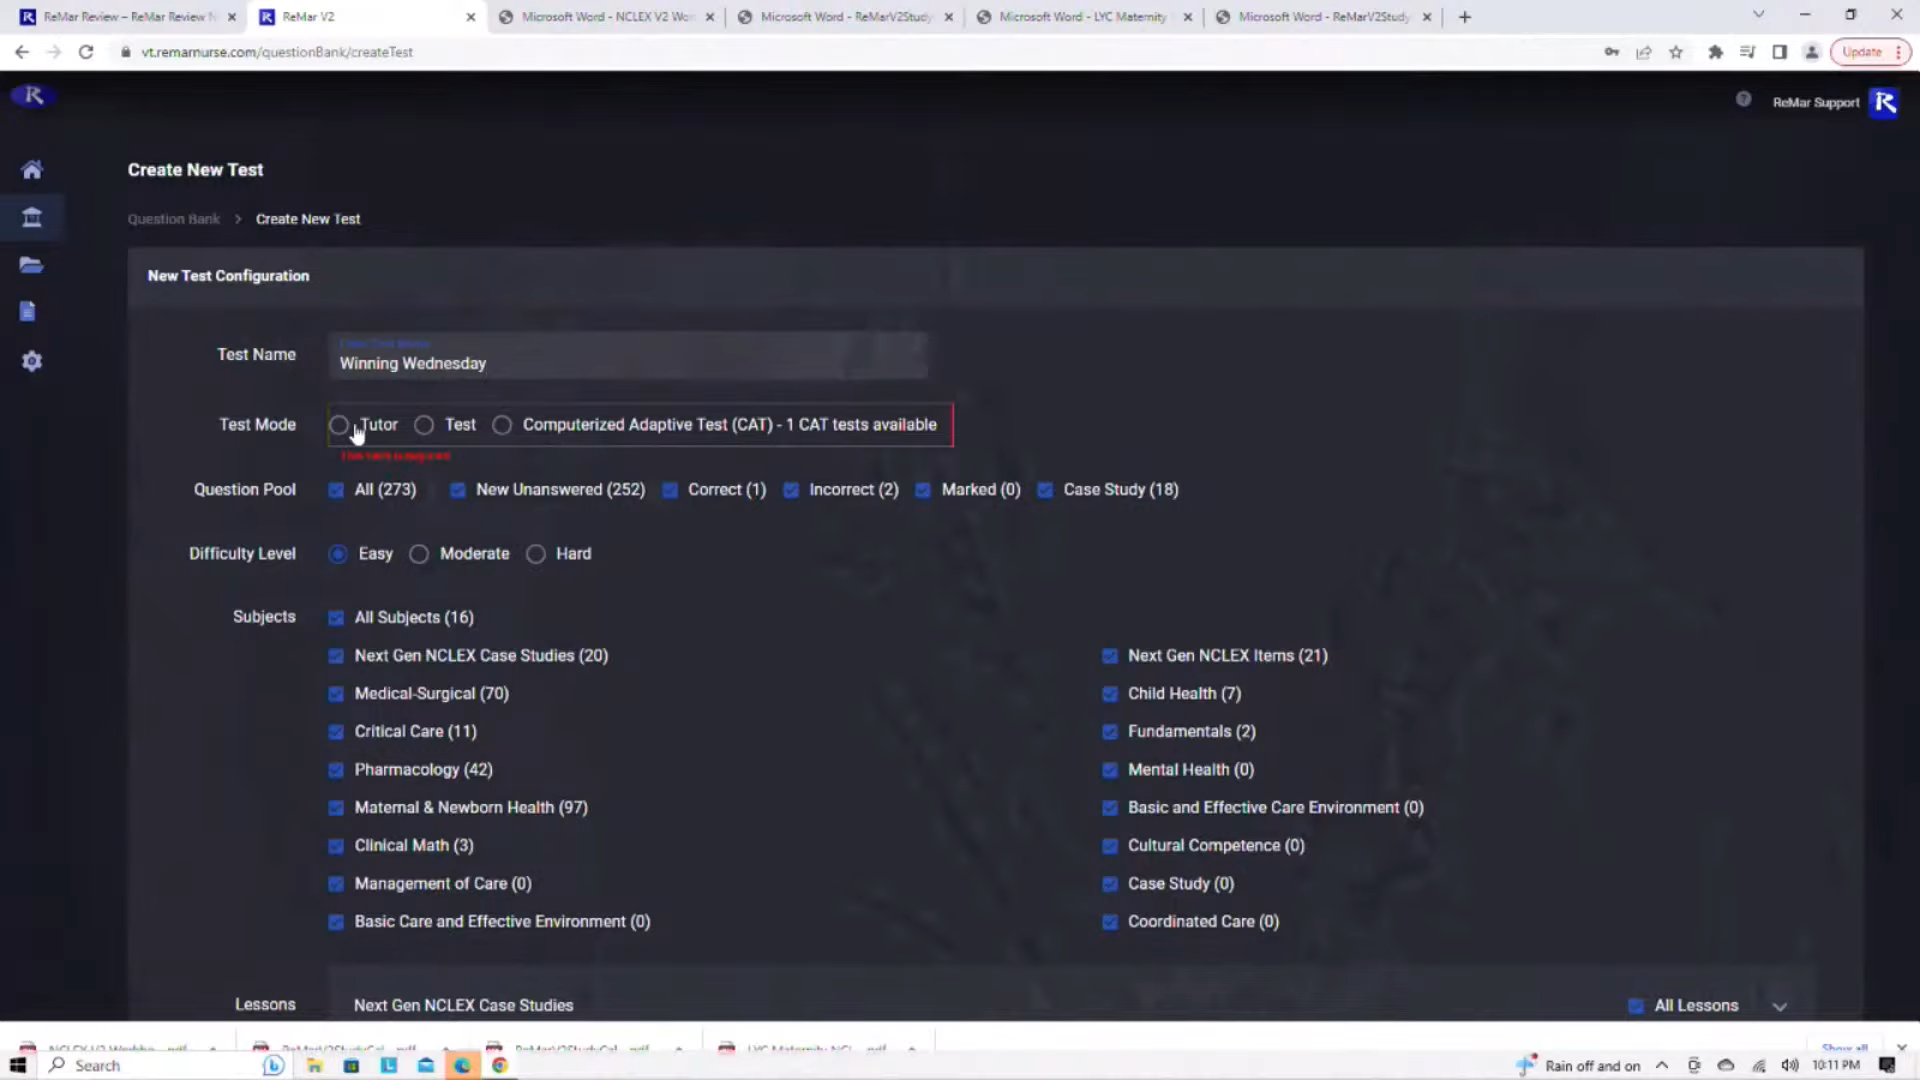 ReMar Review – ReMar Review N
ReMar V2
Microsoft Word - NCLEX V2 Wor
Microsoft Word - ReMarV2Study
Microsoft Word - LYC Maternity
Microsoft Word - ReMarV2Study
vt.remarnurse.com/questionBank/createTest
Update
R
ReMar Support
Create New Test
Question Bank > Create New Test
New Test Configuration
Test Name
Winning Wednesday
Test Mode
Tutor Test Computerized Adaptive Test (CAT) - 1 CAT tests available
Question Pool
All (273) New Unanswered (252) Correct (1) Incorrect (2) Marked (0) Case Study (18)
Difficulty Level
Easy Moderate Hard
Subjects
All Subjects (16)
Next Gen NCLEX Case Studies (20)
Next Gen NCLEX Items (21)
Medical-Surgical (70)
Child Health (7)
Critical Care (11)
Fundamentals (2)
Pharmacology (42)
Mental Health (0)
Maternal & Newborn Health (97)
Basic and Effective Care Environment (0)
Clinical Math (3)
Cultural Competence (0)
Management of Care (0)
Case Study (0)
Basic Care and Effective Environment (0)
Coordinated Care (0)
Lessons
Next Gen NCLEX Case Studies
All Lessons
Show all
Search
Rain off and on
10:11 PM